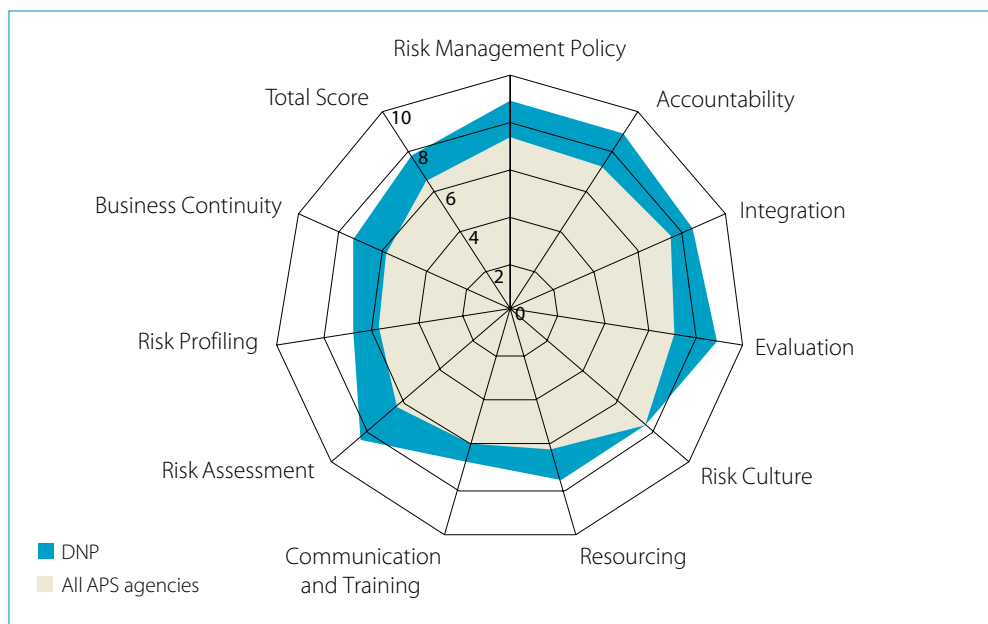 Risk Management Policy
Total Score
Accountability
10
8
Business Continuity
6
Integration
4
2
0
Risk Profiling
Evaluation
Risk Assessment
Risk Culture
Communication
and Training
Resourcing
DNP
All APS agencies